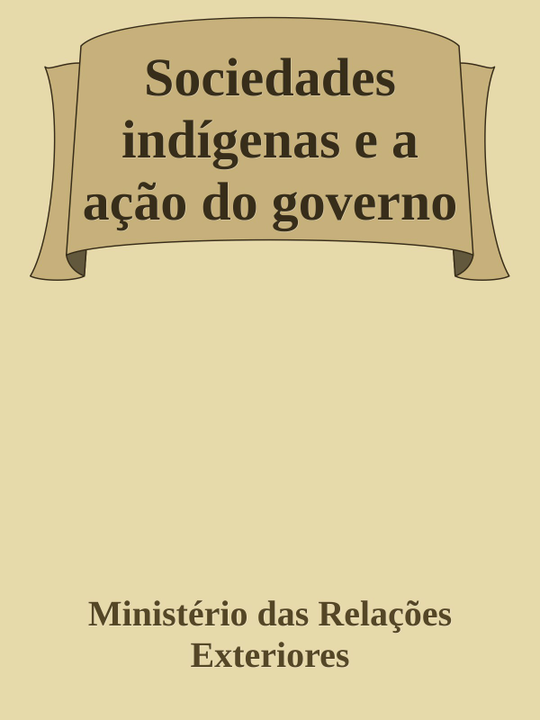 Sociedades
indígenas e a
ação do governo
Ministério das Relações
Exteriores